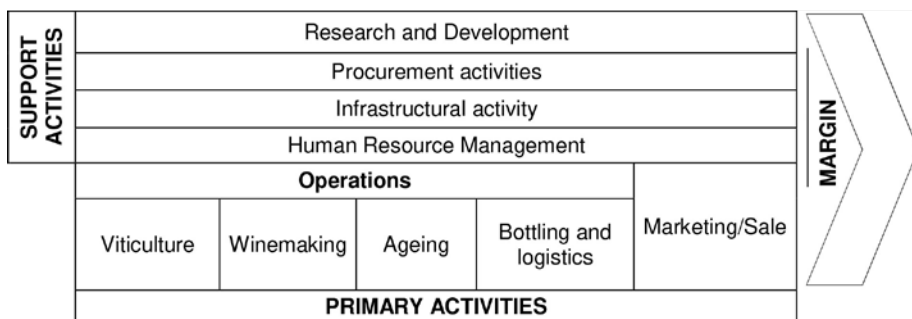 SUPPORT
ACTIVITIES
Research and Development
Procurement activities
Infrastructural activity
Human Resource Management
MARGIN
Operations
Viticulture
Winemaking
Ageing
Bottling and
logistics
Marketing/Sale
PRIMARY ACTIVITIES